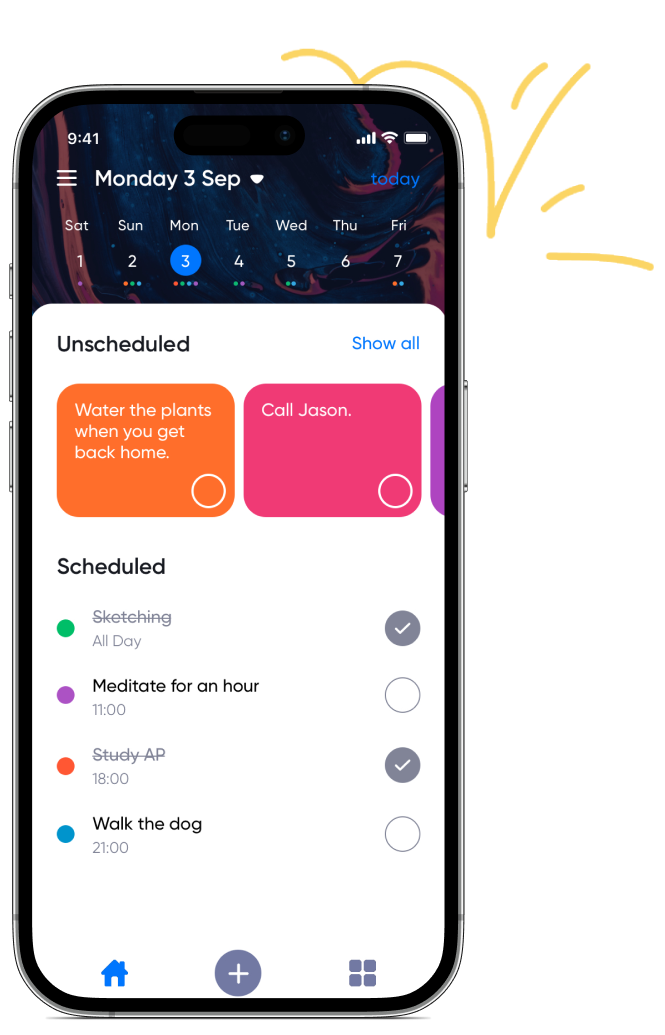 9:41
Monday 3 Sep
today
Sat Sun Mon Tue Wed Thu Fri
1 2 3 4 5 6 7
Unscheduled
Show all
Water the plants
when you get
back home.
Call Jason.
Scheduled
Sketching
All Day
Meditate for an hour
11:00
Study AP
18:00
Walk the dog
21:00